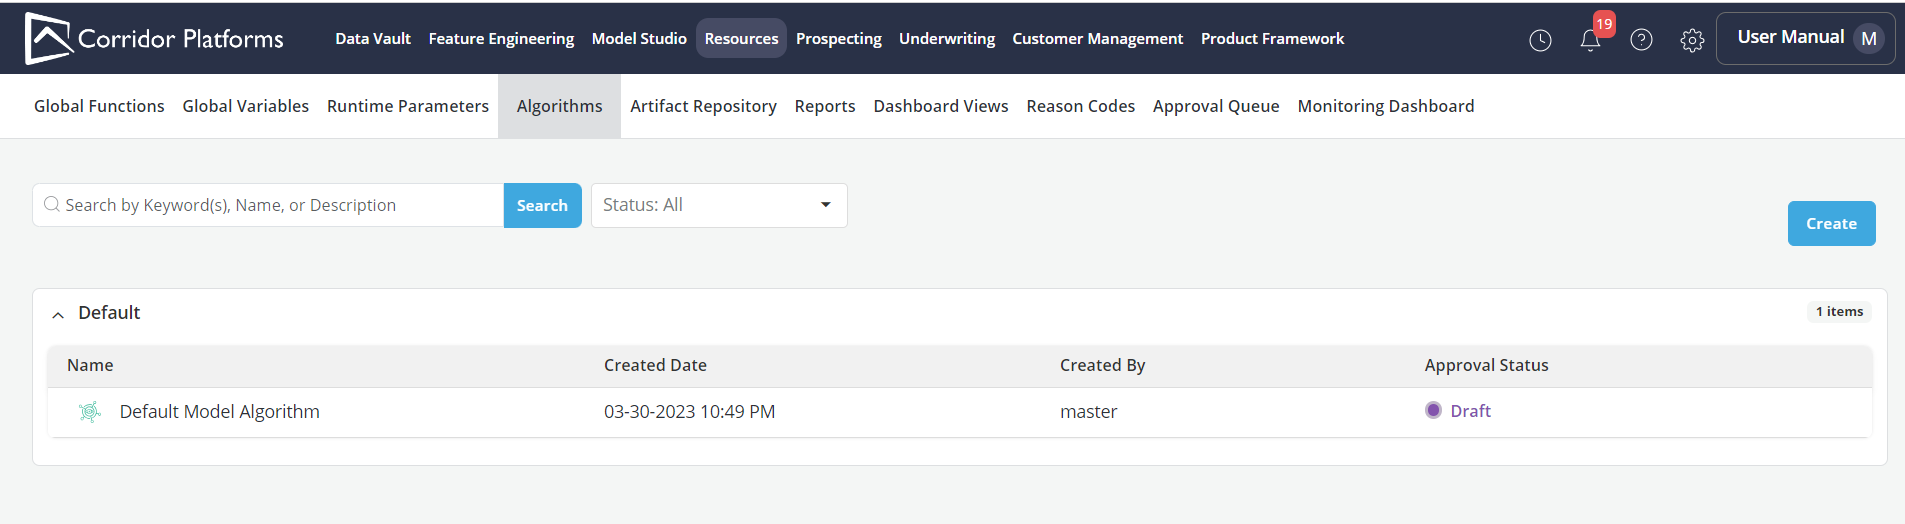 Corridor Platforms Data Vault Feature Engineering Model Studio Resources Prospecting Underwriting Customer Management Product Framework 19 User Manual M
Global Functions Global Variables Runtime Parameters Algorithms Artifact Repository Reports Dashboard Views Reason Codes Approval Queue Monitoring Dashboard
Search by Keyword(s), Name, or Description Search Status: All
Create
Default 1 items
Name Created Date Created By Approval Status
Default Model Algorithm 03-30-2023 10:49 PM master Draft